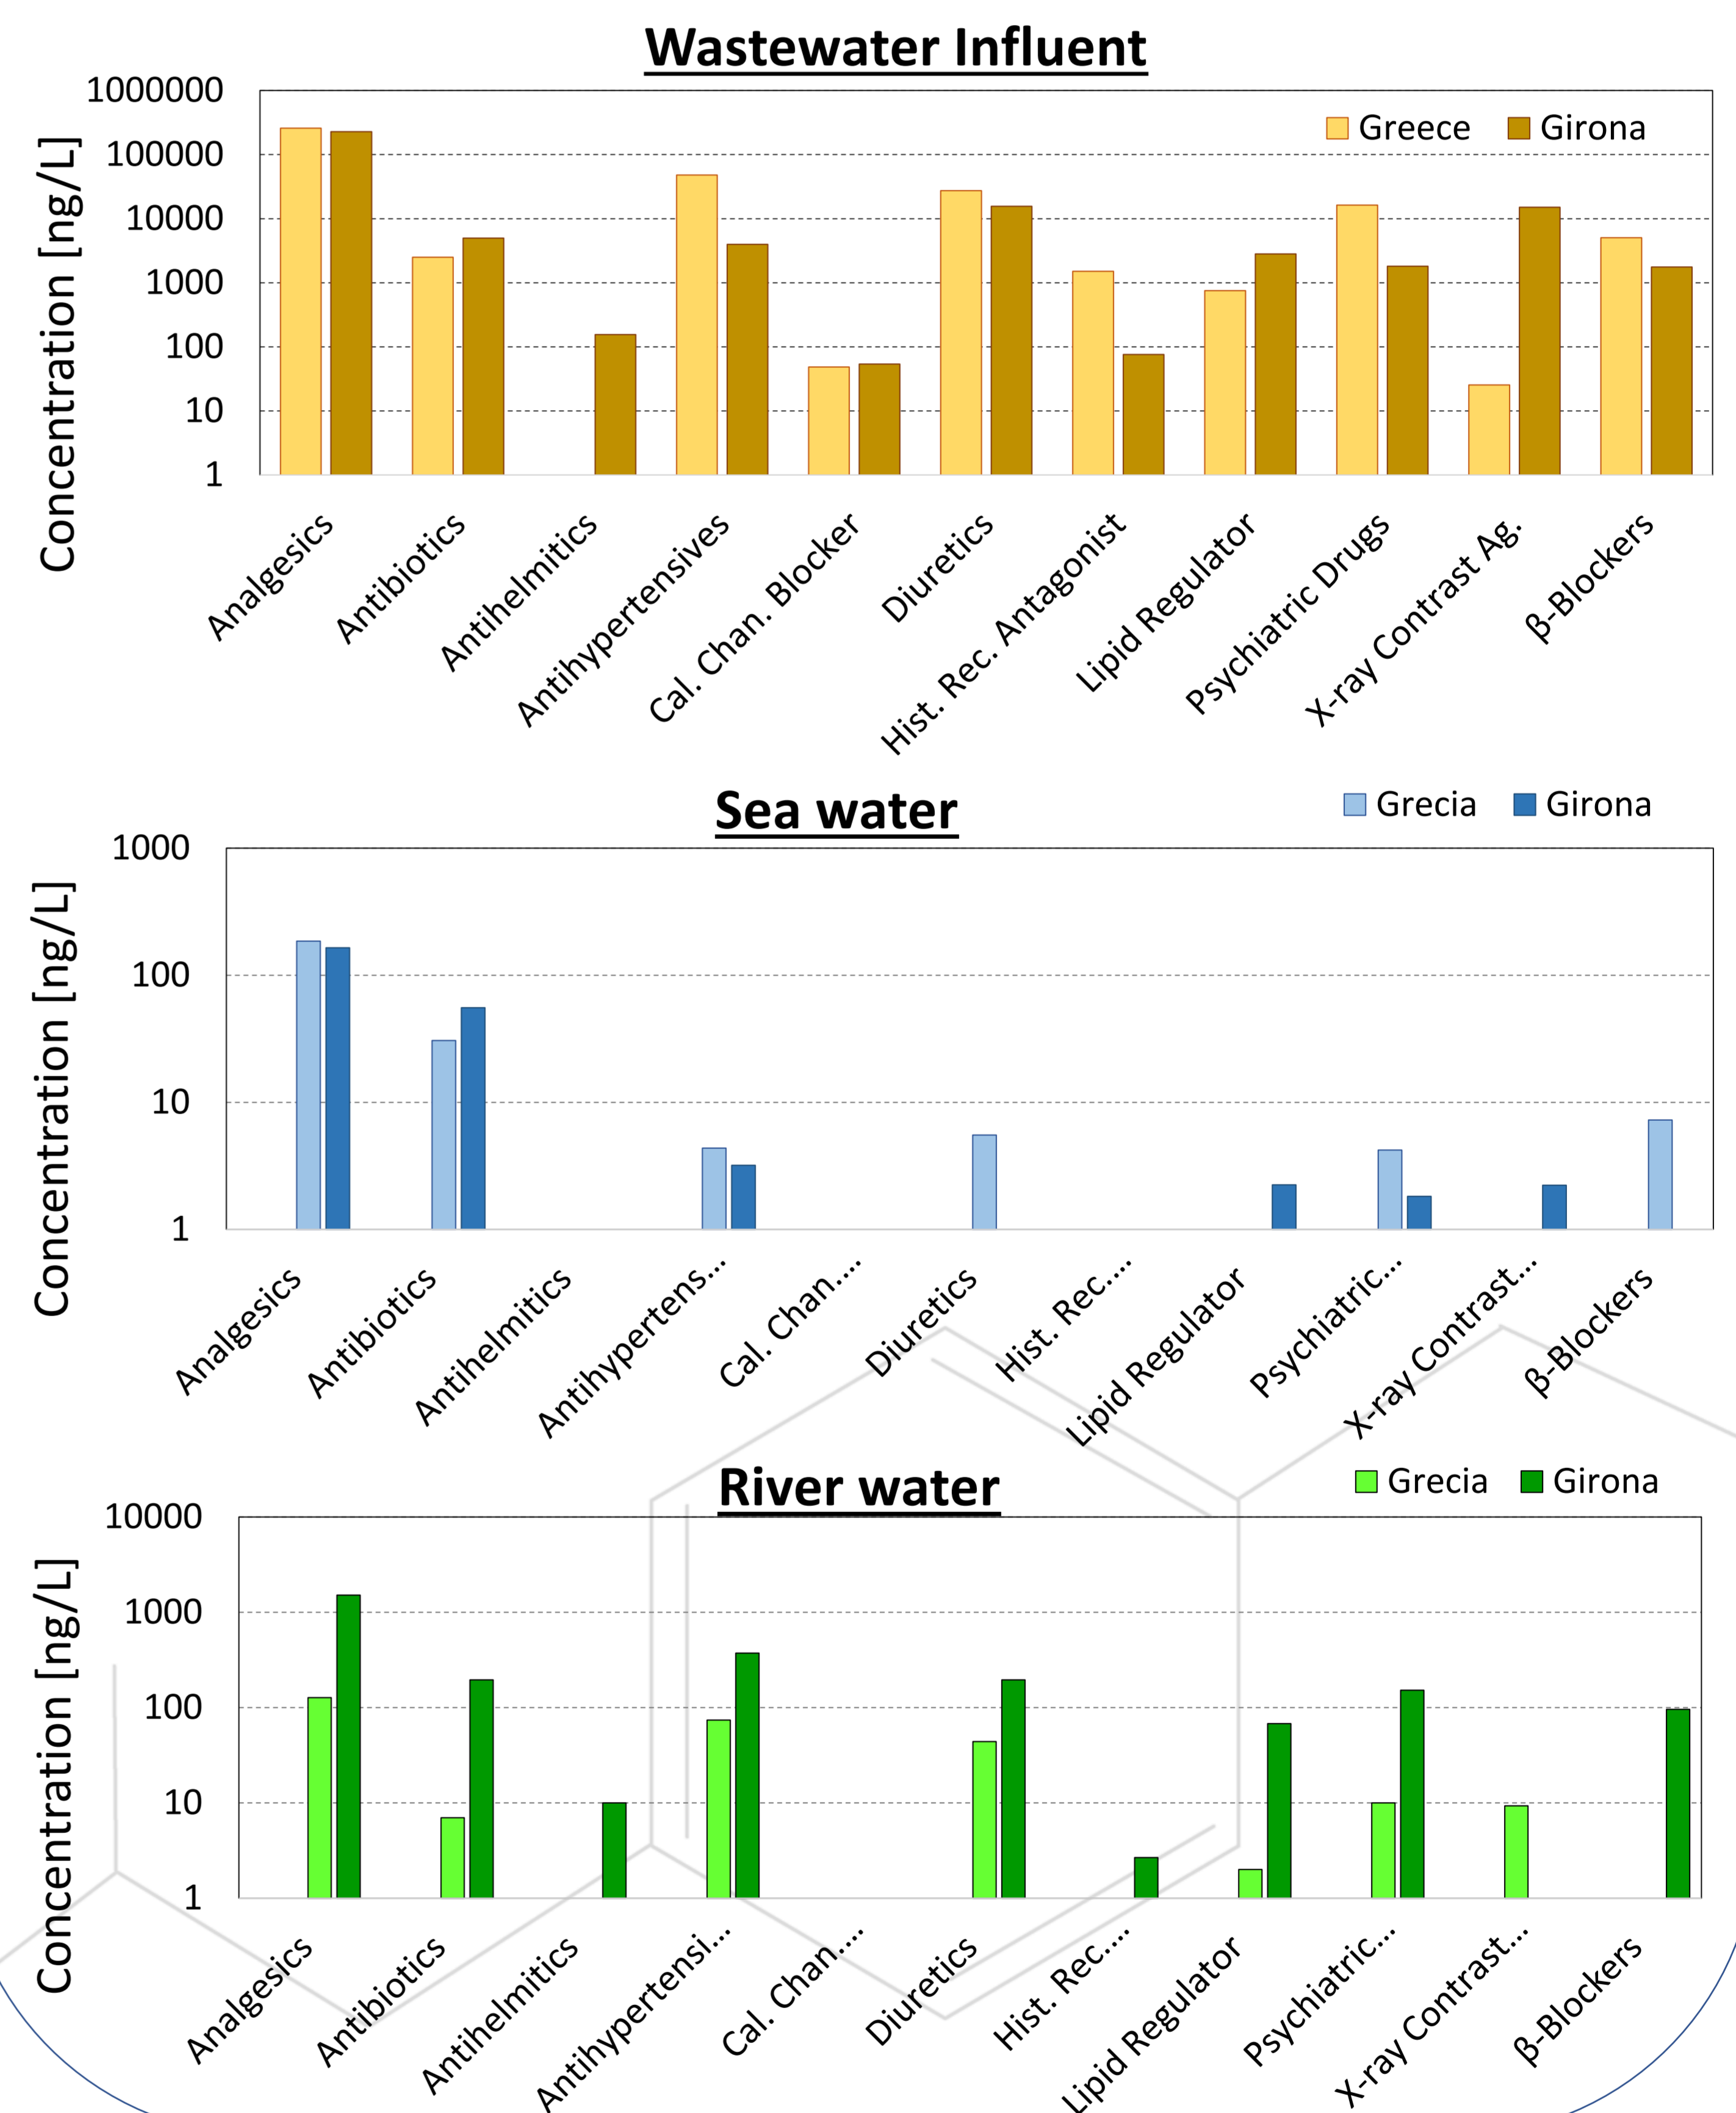 Wastewater Influent
Concentration [ng/L]
1000000
100000
10000
1000
100
10
1
Greece
Girona
Analgesics
Antibiotics
Antihelmitics
Antihypertensives
Cal. Chan. Blocker
Diuretics
Hist. Rec. Antagonist
Lipid Regulator
Psychiatric Drugs
X-ray Contrast Ag.
β-Blockers
Sea water
Grecia
Girona
Concentration [ng/L]
1000
100
10
1
Analgesics
Antibiotics
Antihelmitics
Antihypertens...
Cal. Chan....
Diuretics
Hist. Rec....
Lipid Regulator
Psychiatric...
X-ray Contrast...
β-Blockers
River water
Grecia
Girona
Concentration [ng/L]
10000
1000
100
10
1
Analgesics
Antibiotics
Antihelmitics
Antihypertensi...
Cal. Chan....
Diuretics
Hist. Rec....
Lipid Regulator
Psychiatric...
X-ray Contrast...
β-Blockers